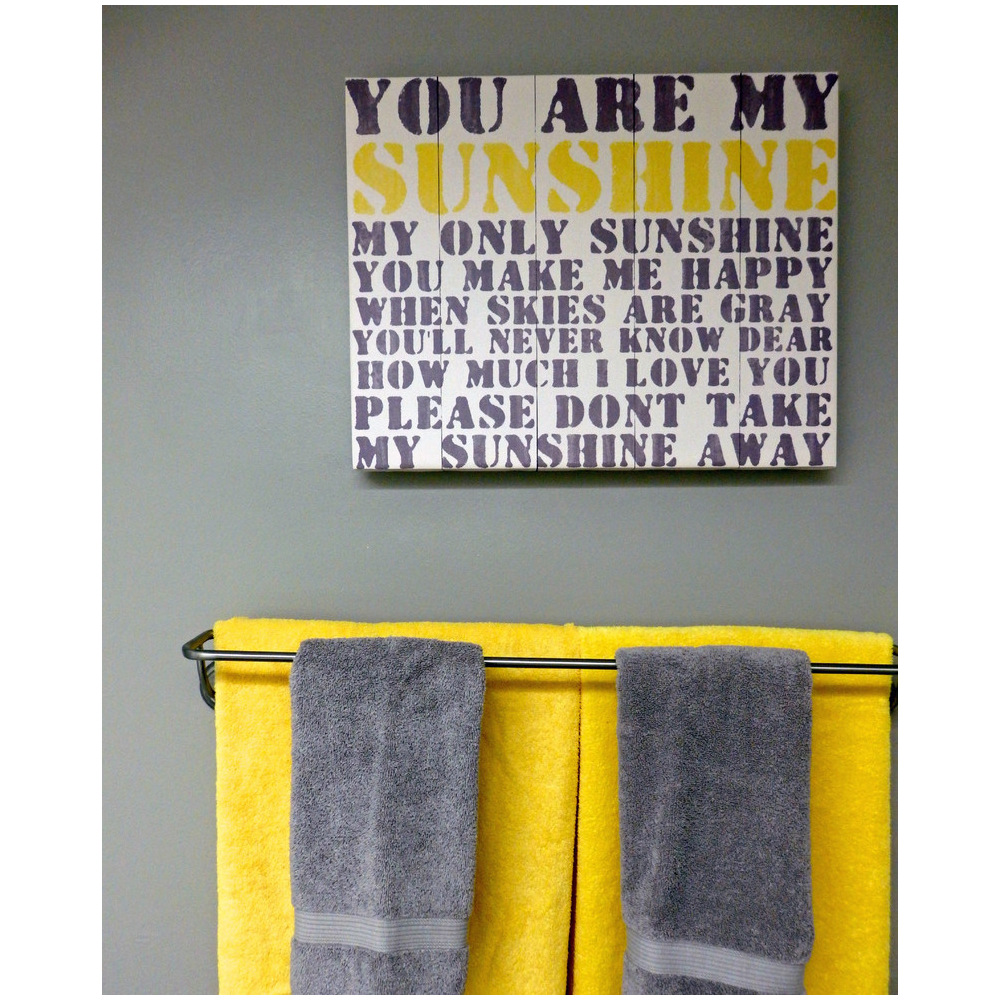 YOU ARE MY
SUNSHINE
MY ONLY SUNSHINE
YOU MAKE ME HAPPY
WHEN SKIES ARE GRAY
YOU'LL NEVER KNOW DEAR
HOW MUCH I LOVE YOU
PLEASE DONT TAKE
MY SUNSHINE AWAY